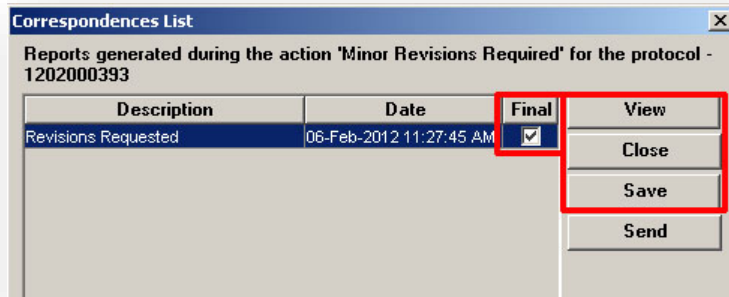 Correspondences List
Reports generated during the action 'Minor Revisions Required' for the protocol -
1202000393
Description Date Final View
Revisions Requested 06-Feb-2012 11:27:45 AM
Close
Save
Send